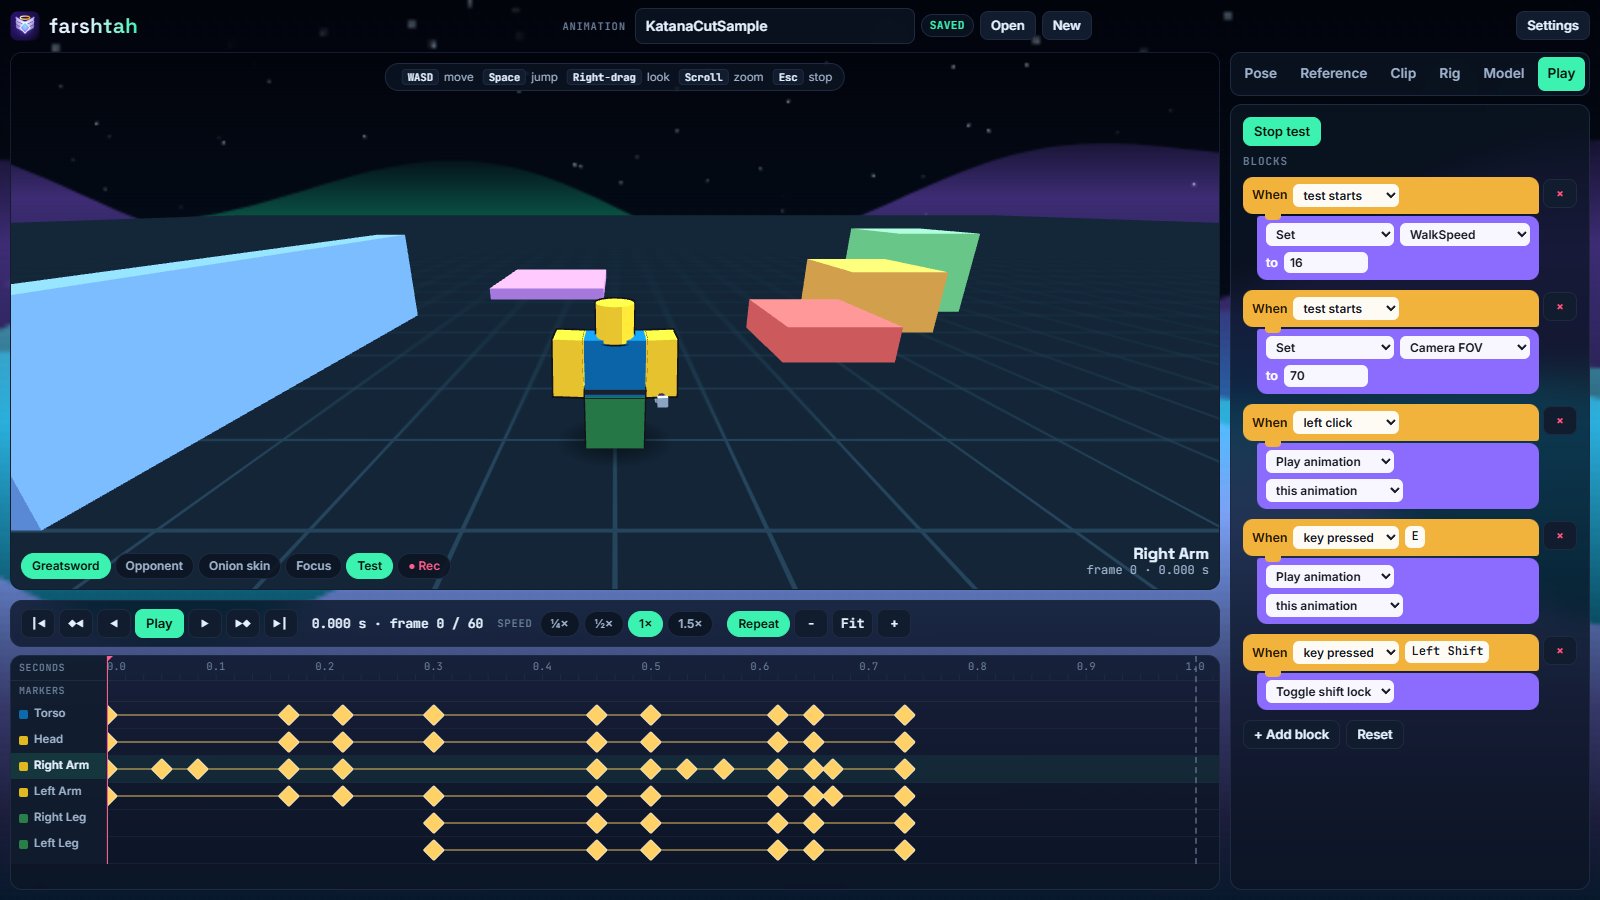 farshtah
ANIMATION KatanaCutSample SAVED Open New Settings
WASD move Space jump Right-drag look Scroll zoom Esc stop
Greatsword Opponent Onion skin Focus Test Rec
Right Arm
frame 0 · 0.000 s
Play 0.000 s · frame 0 / 60 SPEED ¼× ½× 1× 1.5× Repeat - Fit +
SECONDS 0.0 0.1 0.2 0.3 0.4 0.5 0.6 0.7 0.8 0.9 1.0
MARKERS
Torso
Head
Right Arm
Left Arm
Right Leg
Left Leg
Pose Reference Clip Rig Model Play
Stop test
BLOCKS
When test starts ×
Set WalkSpeed
to 16
When test starts ×
Set Camera FOV
to 70
When left click ×
Play animation
this animation
When key pressed E ×
Play animation
this animation
When key pressed Left Shift ×
Toggle shift lock
+ Add block Reset